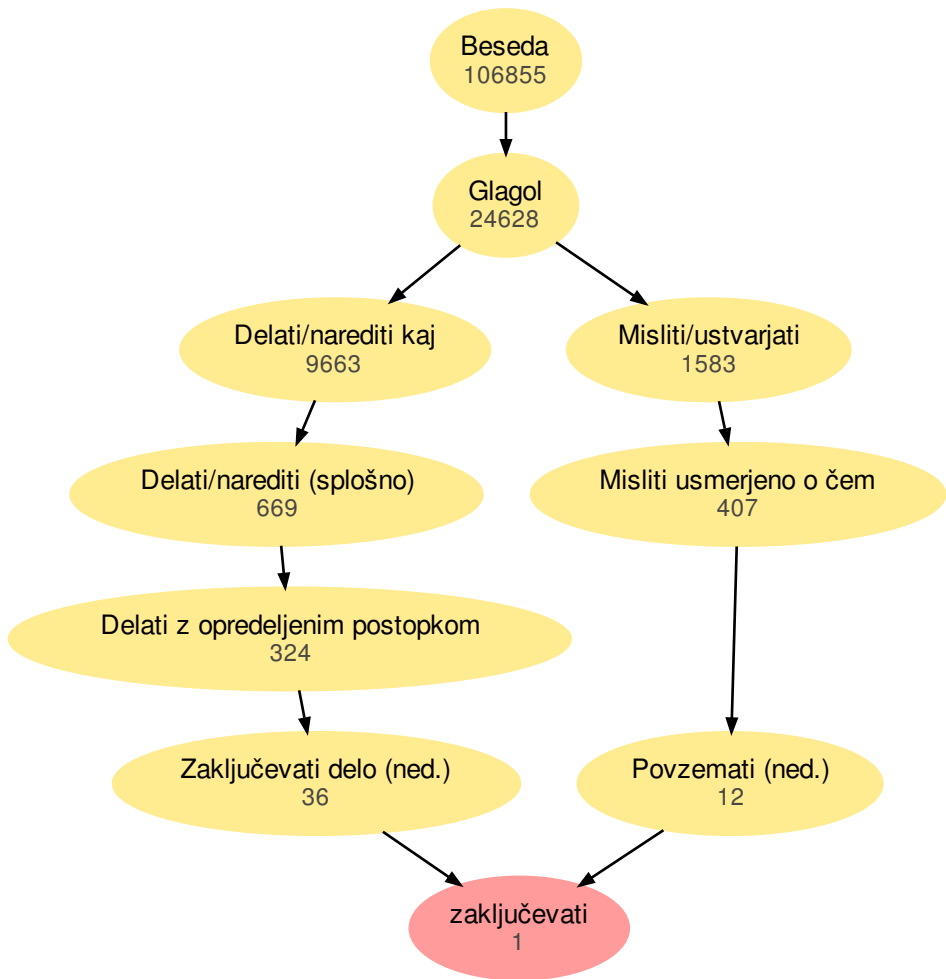 Beseda
106855
Glagol
24628
Delati/narediti kaj
9663
Misliti/ustvarjati
1583
Delati/narediti (splošno)
669
Misliti usmerjeno o čem
407
Delati z opredeljenim postopkom
324
Zaključevati delo (ned.)
36
Povzemati (ned.)
12
zaključevati
1